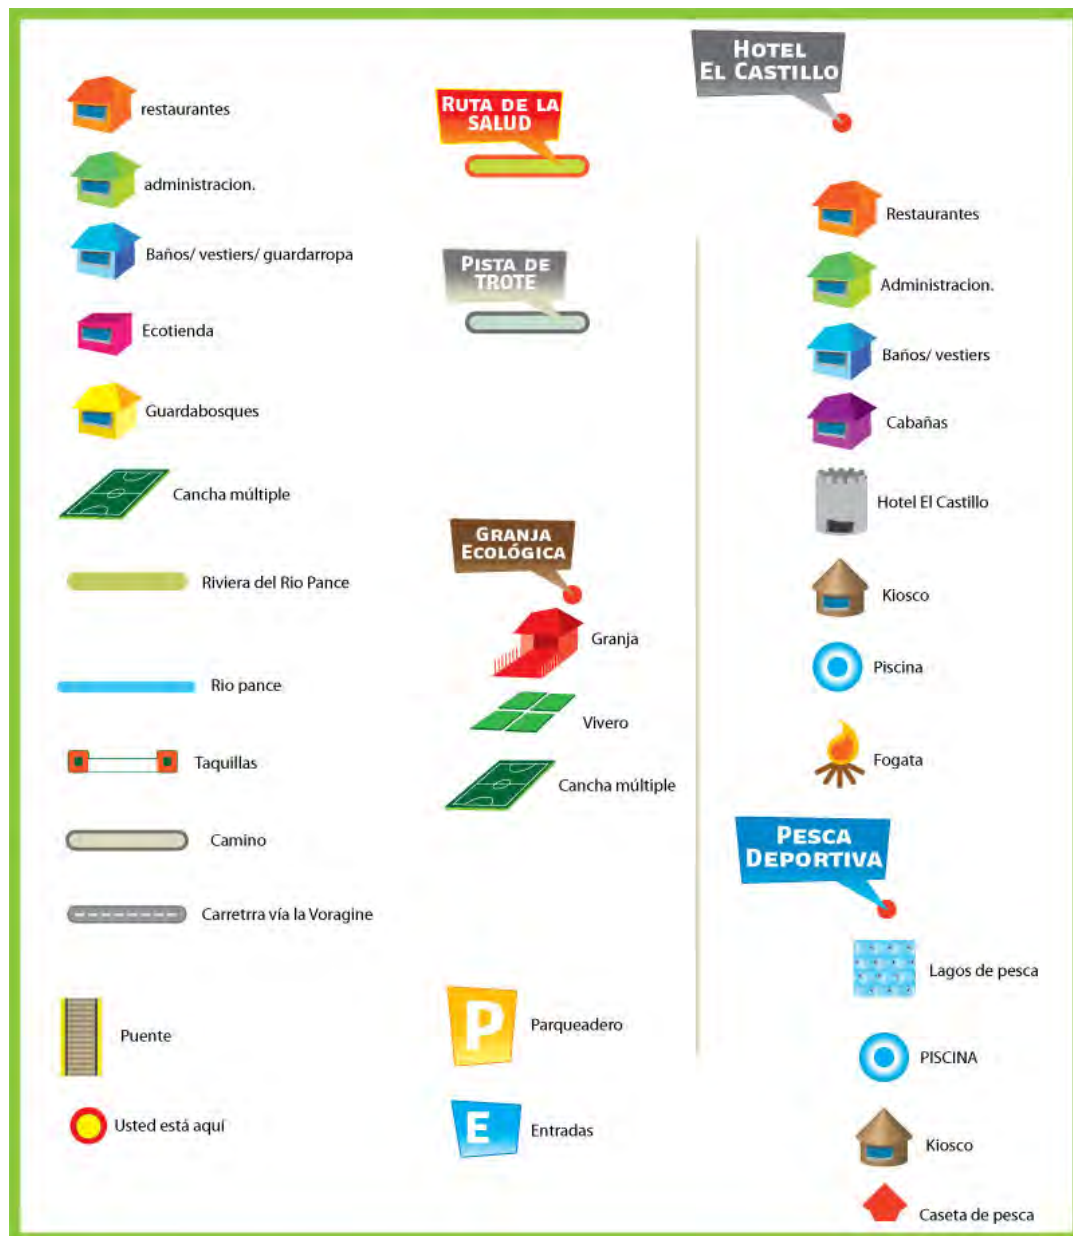 restaurantes
administracion.
Baños/ vestiers/ guardarropa
Ecotienda
Guardabosques
Cancha múltiple
Riviera del Rio Pance
Rio pance
Taquillas
Camino
Carretrra vía la Voragine
Puente
Usted está aquí
RUTA DE LA
SALUD
PISTA DE
TROTE
GRANJA
ECOLÓGICA
Granja
Vivero
Cancha múltiple
P
Parqueadero
E
Entradas
HOTEL
EL CASTILLO
Restaurantes
Administracion.
Baños/ vestiers
Cabañas
Hotel El Castillo
Kiosco
Piscina
Fogata
PESCA
DEPORTIVA
Lagos de pesca
PISCINA
Kiosco
Caseta de pesca